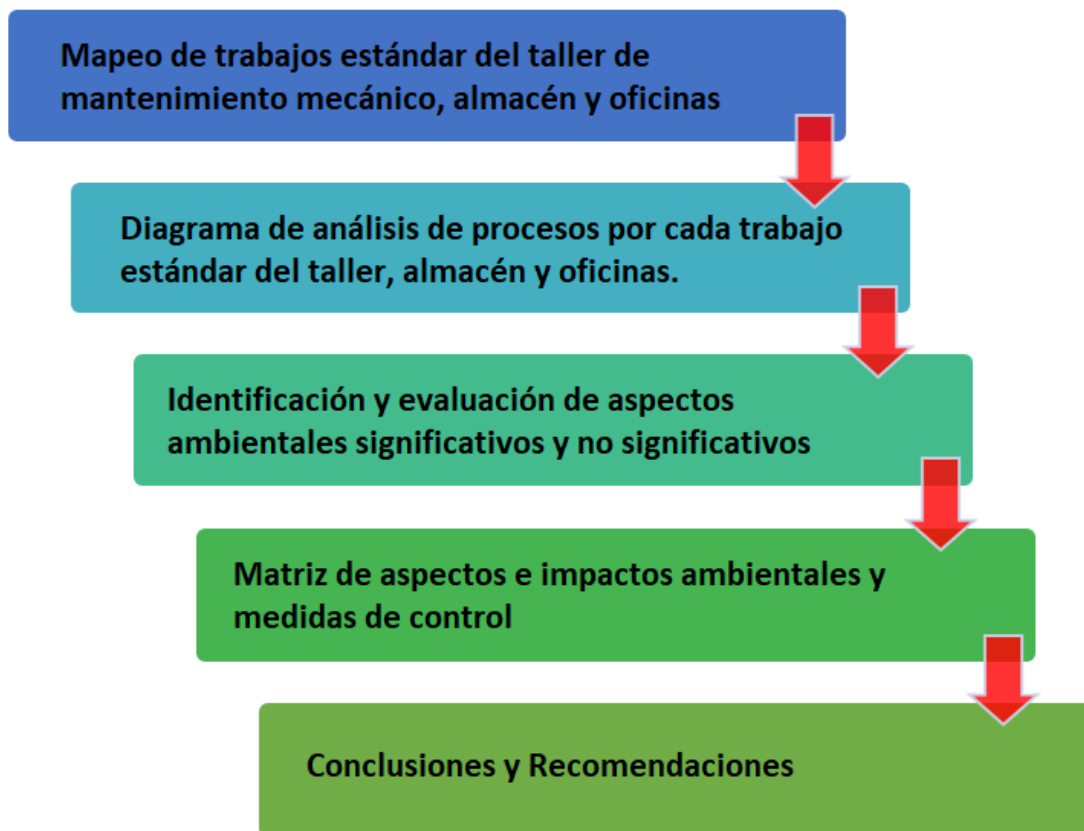 Mapeo de trabajos estándar del taller de
mantenimiento mecánico, almacén y oficinas
Diagrama de análisis de procesos por cada trabajo
estándar del taller, almacén y oficinas.
Identificación y evaluación de aspectos
ambientales significativos y no significativos
Matriz de aspectos e impactos ambientales y
medidas de control
Conclusiones y Recomendaciones